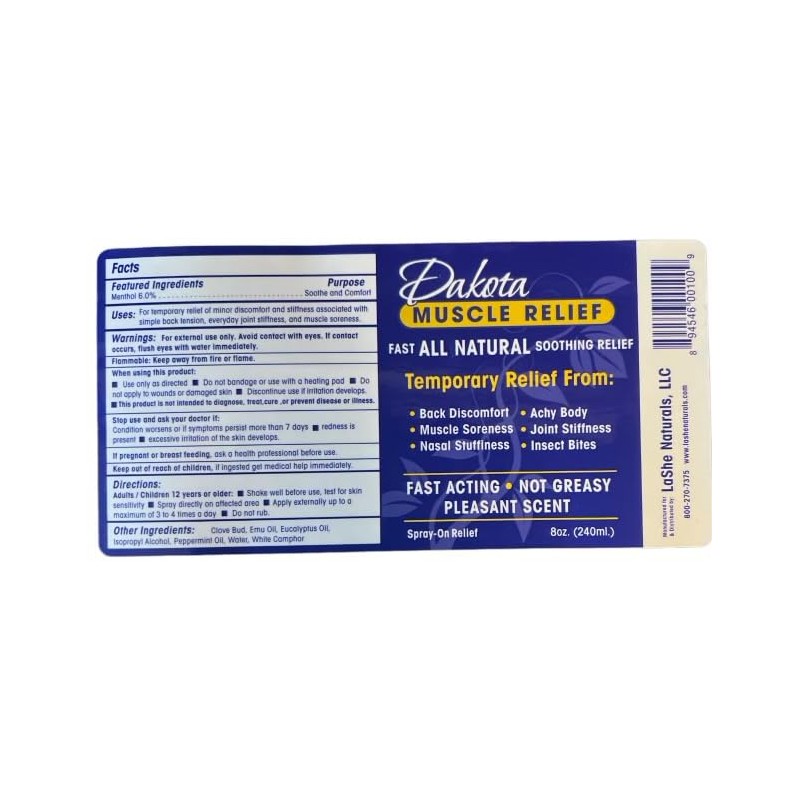 Facts
Featured Ingredients Purpose
Menthol 6.0% Soothe and Comfort
Uses: For temporary relief of minor discomfort and stiffness associated with
simple back tension, everyday joint stiffness, and muscle soreness.
Warnings: For external use only. Avoid contact with eyes. If contact
occurs, flush eyes with water immediately.
Flammable: Keep away from fire or flame.
When using this product:
■ Use only as directed ■ Do not bandage or use with a heating pad ■ Do
not apply to wounds or damaged skin ■ Discontinue use if irritation develops.
■ This product is not intended to diagnose, treat,cure ,or prevent disease or illness.
Stop use and ask your doctor if:
Condition worsens or if symptoms persist more than 7 days ■ redness is
present ■ excessive irritation of the skin develops.
If pregnant or breast feeding, ask a health professional before use.
Keep out of reach of children, if ingested get medical help immediately.
Directions:
Adults / Children 12 years or older: ■ Shake well before use, test for skin
sensitivity ■ Spray directly on affected area ■ Apply externally up to a
maximum of 3 to 4 times a day ■ Do not rub.
Other Ingredients: Clove Bud, Emu Oil, Eucalyptus Oil,
Isopropyl Alcohol, Peppermint Oil, Water, White Camphor
Dakota
MUSCLE RELIEF
FAST ALL NATURAL SOOTHING RELIEF
Temporary Relief From:
• Back Discomfort • Achy Body
• Muscle Soreness • Joint Stiffness
• Nasal Stuffiness • Insect Bites
FAST ACTING • NOT GREASY
PLEASANT SCENT
Spray-On Relief 8oz. (240ml.)
8 94546 00100 9
Manufactured for
& Distributed by: LaShe Naturals, LLC
800-270-7375 www.lashenaturals.com